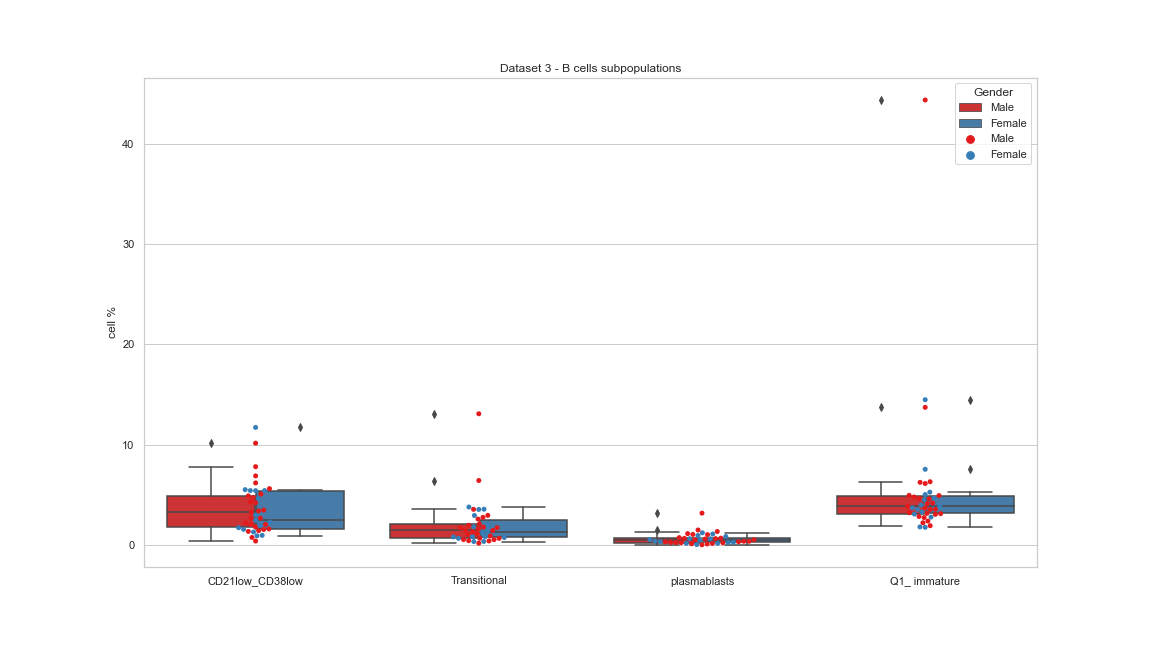 Dataset 3 - B cells subpopulations
Gender
Male
Female
Male
Female
40
30
20
10
0
cell %
CD21low_CD38low
Transitional
plasmablasts
Q1_ immature